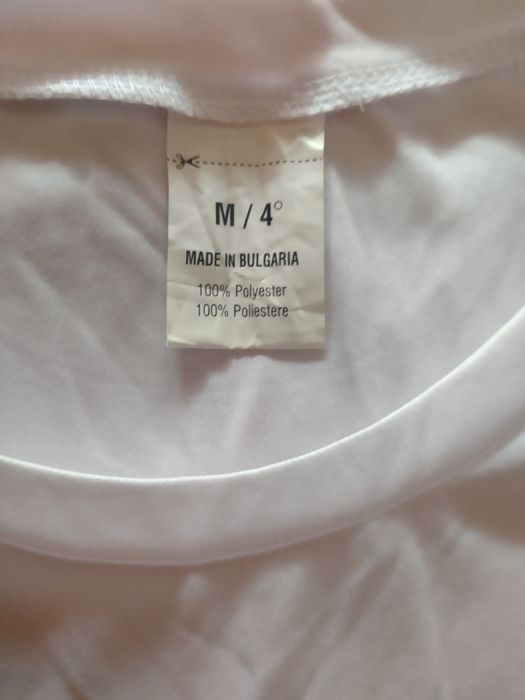 M / 4°
MADE IN BULGARIA
100% Polyester
100% Poliestere